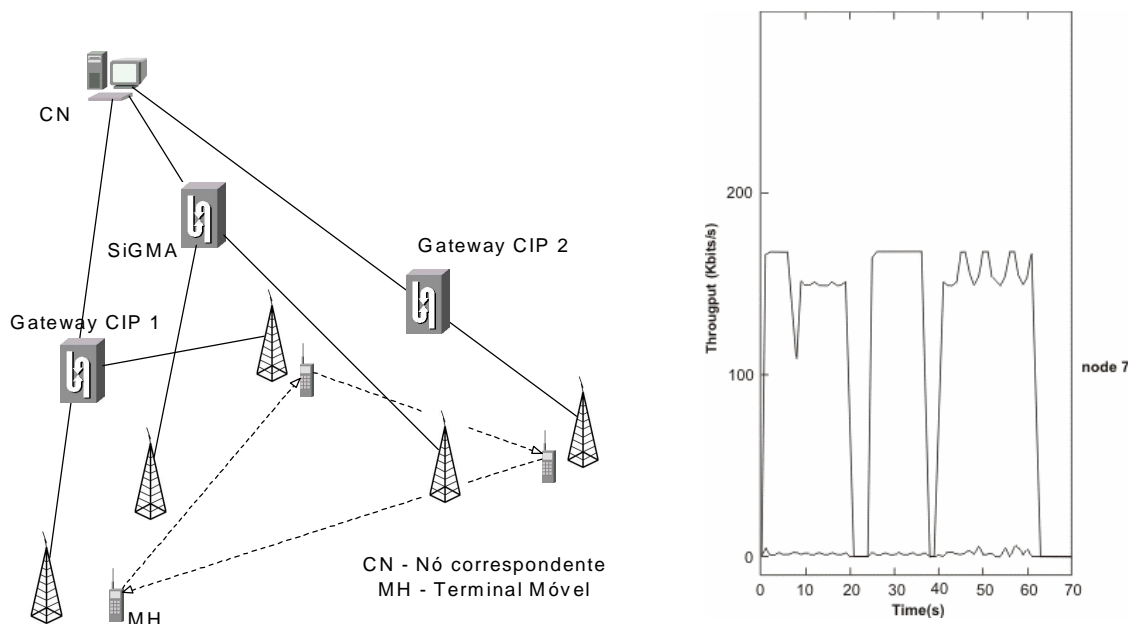 CN
SiGMA
Gateway CIP 2
Gateway CIP 1
CN - Nó correspondente
MH - Terminal Móvel
MH
Througput (Kbits/s)
200
100
0
0
10
20
30
40
50
60
70
Time(s)
node 7